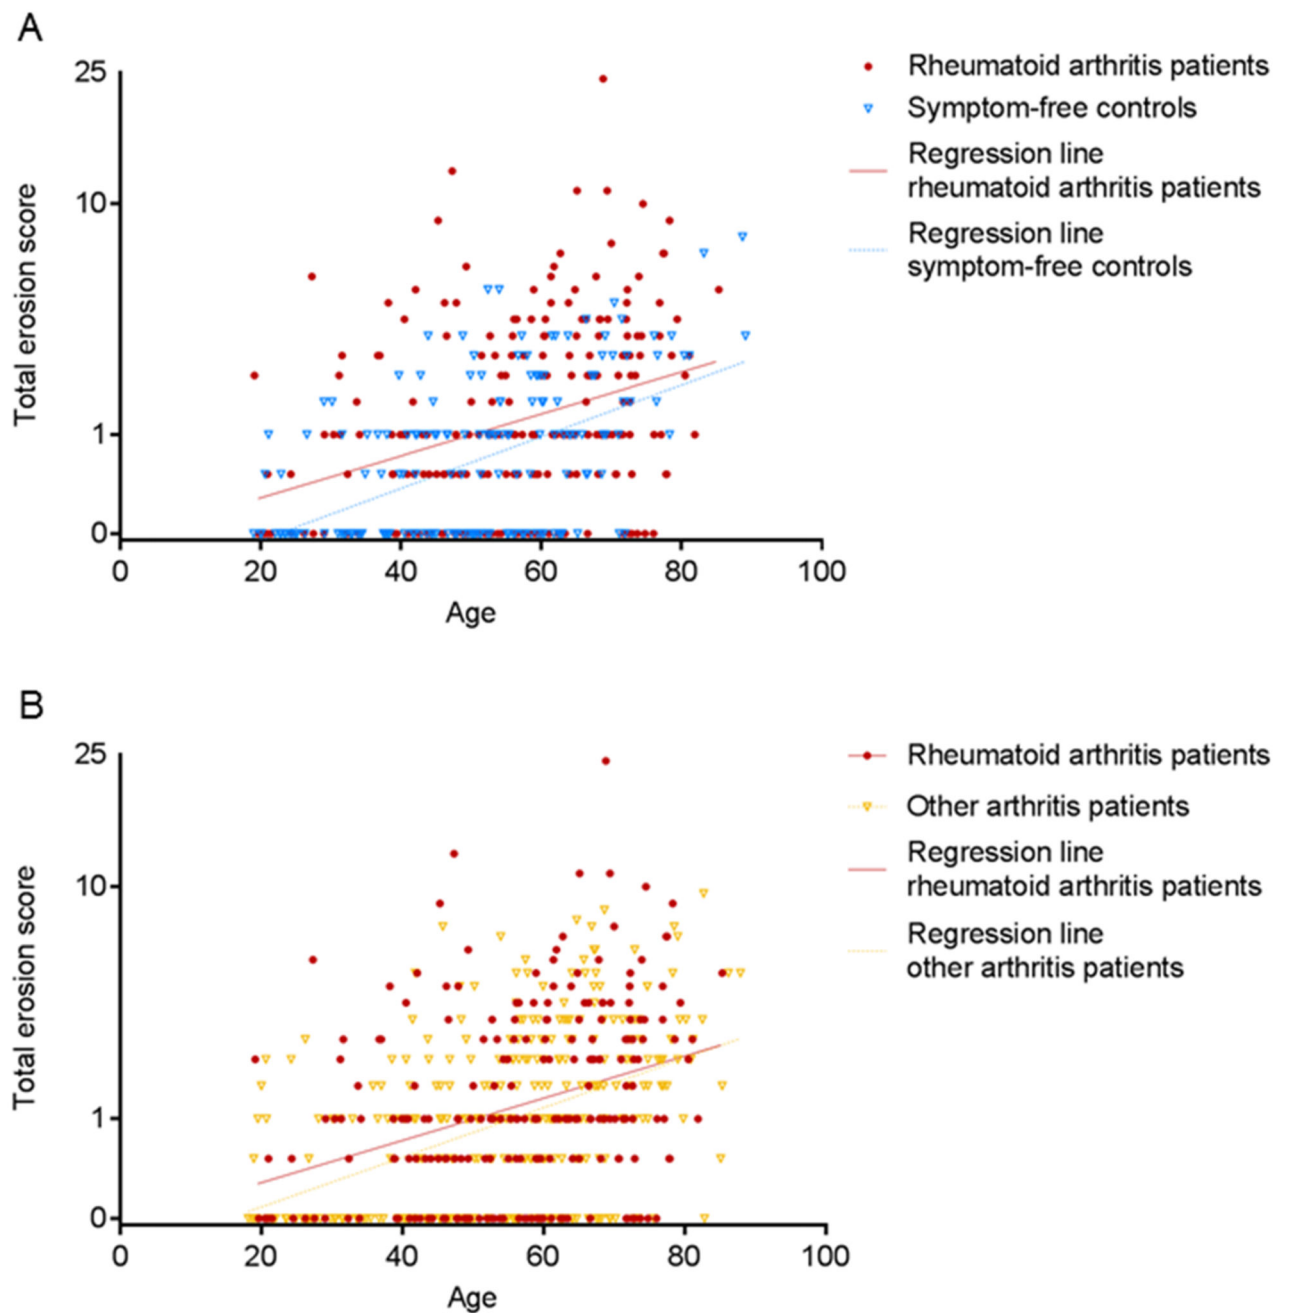 A
25
10
1
0
0 20 40 60 80 100
Total erosion score
Age
Rheumatoid arthritis patients
Symptom-free controls
Regression line
rheumatoid arthritis patients
Regression line
symptom-free controls
B
25
10
1
0
0 20 40 60 80 100
Total erosion score
Age
Rheumatoid arthritis patients
Other arthritis patients
Regression line
rheumatoid arthritis patients
Regression line
other arthritis patients